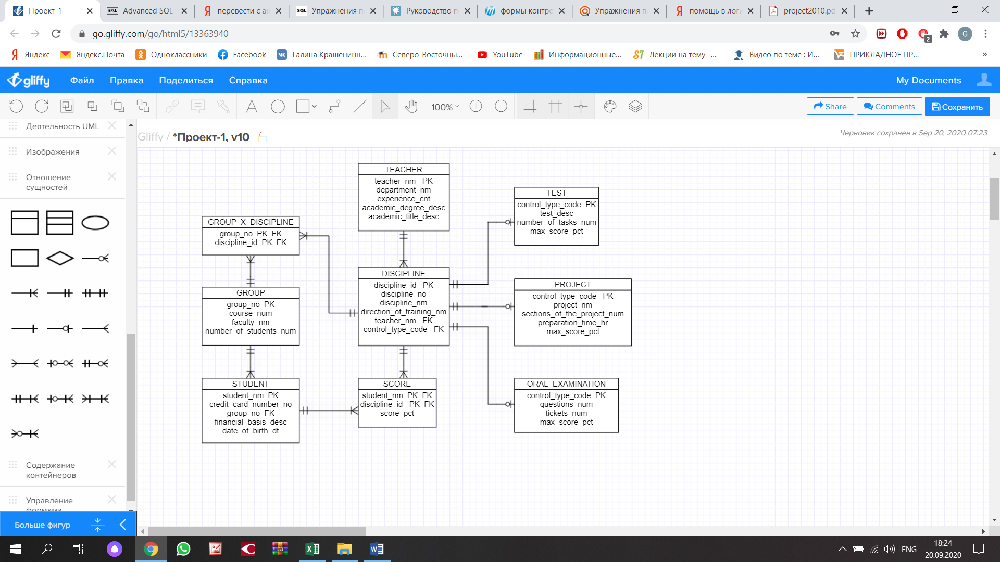 Проект-1
Advanced SQL
перевести с ан
SQL
Упражнения п
Руководство п
формы контро
Упражнения п
помощь в логи
project2010.pd
go.gliffy.com/go/html5/13363940
G
2
Яндекс
Яндекс.Почта
Одноклассники
Facebook
Галина Крашенинн...
Северо-Восточны...
YouTube
Информационные...
Лекции на тему -...
Видео по теме : И...
ПРИКЛАДНОЕ ПР...
»
gliffy
Файл
Правка
Поделиться
Справка
My Documents
100%
Share
Comments
Сохранить
Gliffy / *Проект-1, v10
Черновик сохранен в Sep 20, 2020 07:23
Деятельность UML
Изображения
Отношение
сущностей
Содержание
контейнеров
Управление
формами
Больше фигур
TEACHER
teacher_nm PK
department_nm
experience_cnt
academic_degree_desc
academic_title_desc
TEST
control_type_code PK
test_desc
number_of_tasks_num
max_score_pct
GROUP_X_DISCIPLINE
group_no PK FK
discipline_id PK FK
DISCIPLINE
discipline_id PK
discipline_no
discipline_nm
direction_of_training_nm
teacher_nm FK
control_type_code FK
PROJECT
control_type_code PK
project_nm
sections_of_the_project_num
preparation_time_hr
max_score_pct
GROUP
group_no PK
course_num
faculty_nm
number_of_students_num
STUDENT
student_nm PK
credit_card_number_no
group_no FK
financial_basis_desc
date_of_birth_dt
SCORE
student_nm PK FK
discipline_id PK FK
score_pct
ORAL_EXAMINATION
control_type_code PK
questions_num
tickets_num
max_score_pct
ENG
18:24
20.09.2020